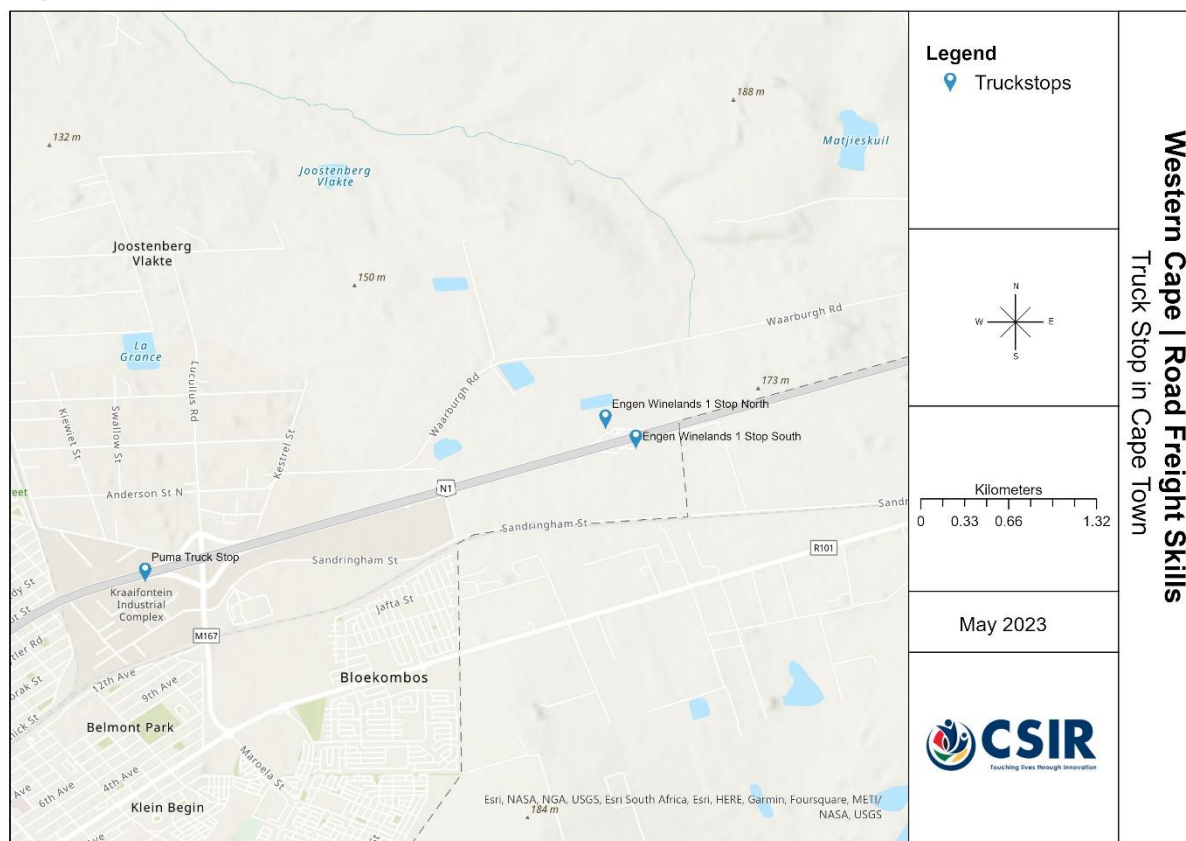 188 m
132 m
Matjieskuil
Joostenberg
Vlakte
Joostenberg
Vlakte
150 m
Waarburgh Rd
La
Grance
Lucullus Rd
Kiewiet St
Swallow St
Kestrel St
Waarburgh Rd
173 m
Engen Winelands 1 Stop North
Engen Winelands 1 Stop South
Anderson St N
N1
Sandringham St
R101
Puma Truck Stop
Sandringham St
Kraaifontein
Industrial
Complex
Jafta St
M167
12th Ave
9th Ave
Bloekombos
Belmont Park
4th Ave
6th Ave
Maroela St
Klein Begin
184 m
Esri, NASA, NGA, USGS, Esri South Africa, Esri, HERE, Garmin, Foursquare, METI/
NASA, USGS
Legend
Truckstops
N
W E
S
Kilometers
0 0.33 0.66 1.32
May 2023
CSIR
Touching lives through innovation
Western Cape | Road Freight Skills
Truck Stop in Cape Town